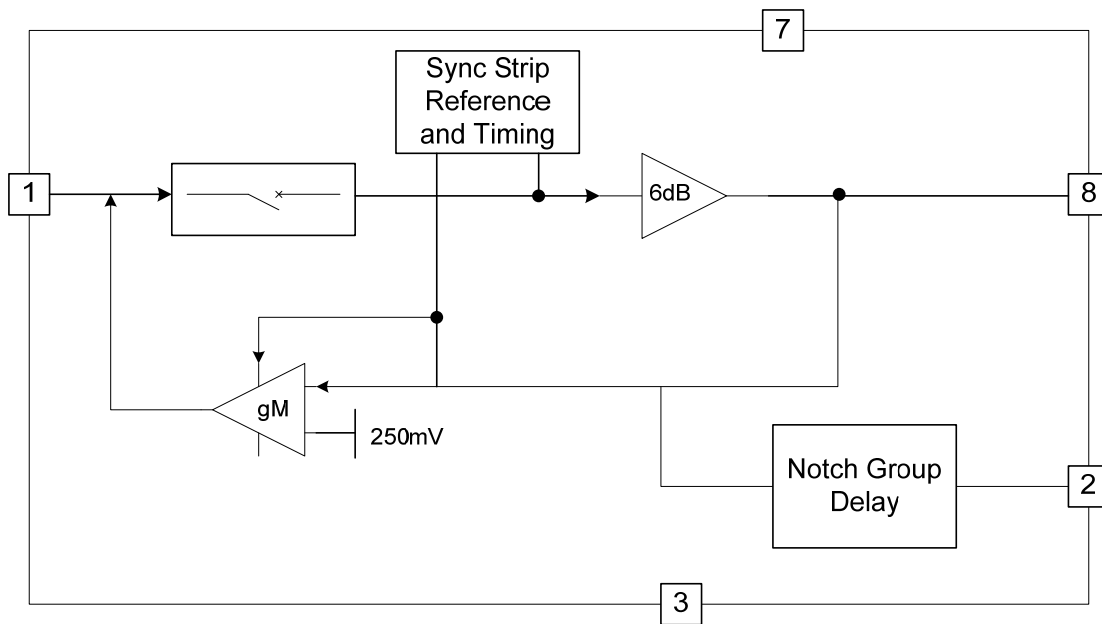 7
Sync Strip
Reference
and Timing
1
6dB
8
gM
250mV
Notch Group
Delay
2
3